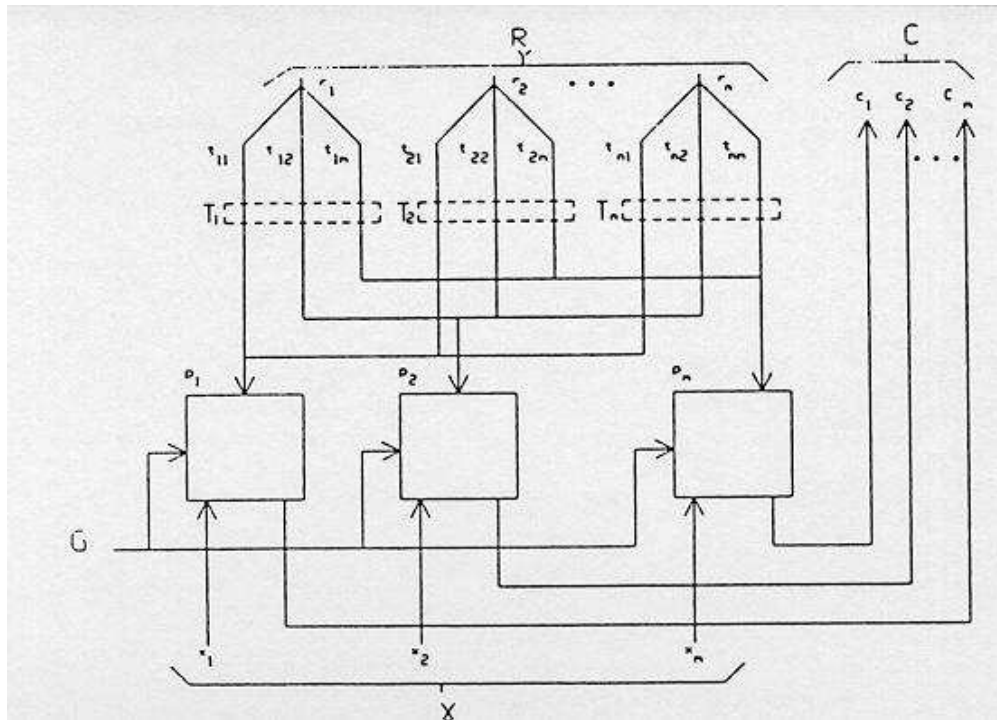 R C
r1 r2 ... rn
c1 c2 ... cm
t11 t12 t1n t21 t22 t2n tn1 tn2 tnn
T1 T2 Tn
p1 p2 pn
G
x1 x2 xn
X